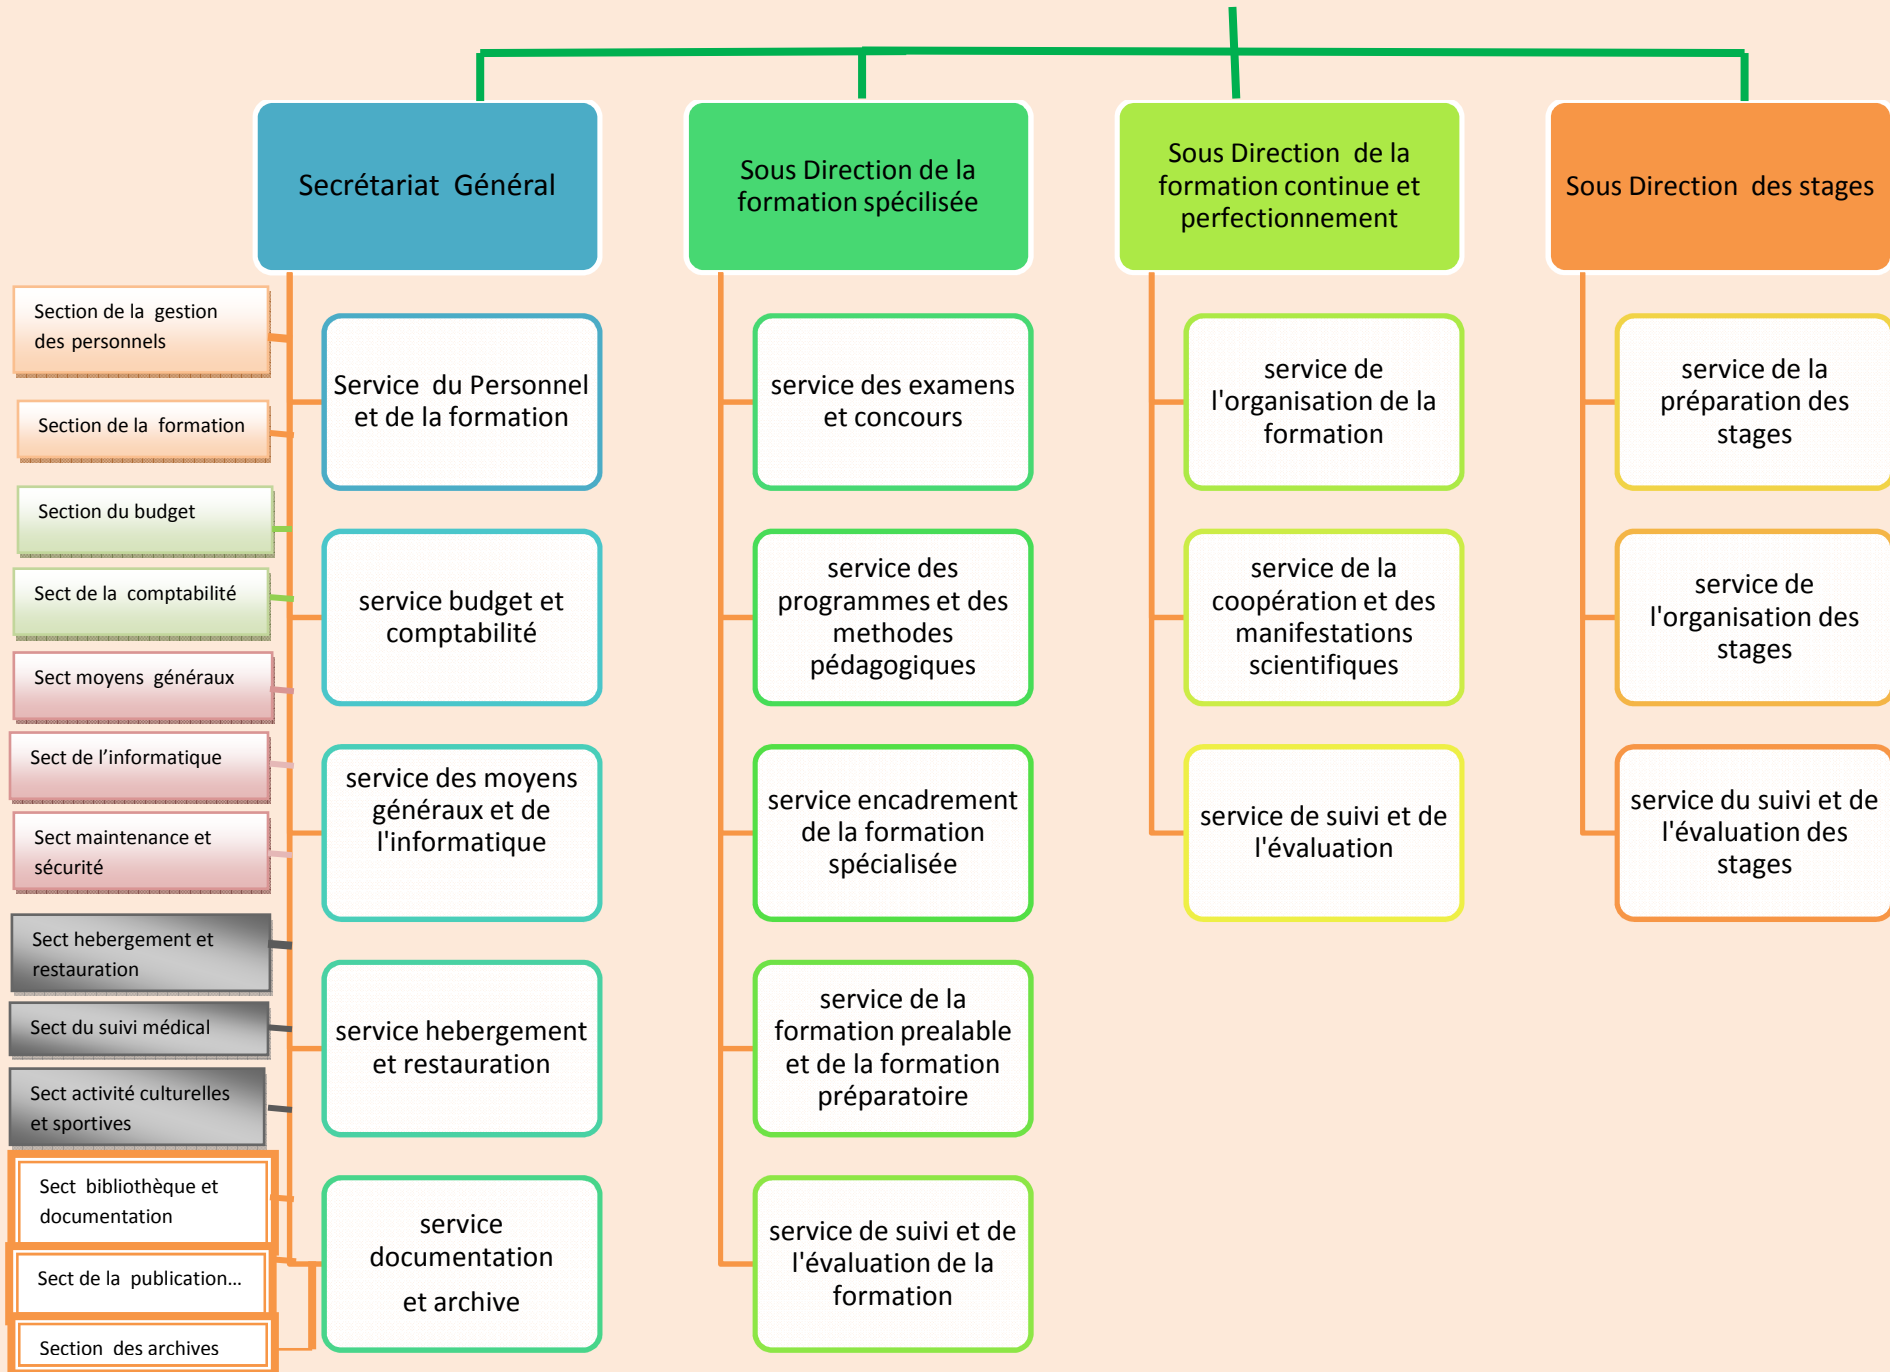 Secrétariat Général
Sous Direction de la
formation spécilisée
Sous Direction de la
formation continue et
perfectionnement
Sous Direction des stages
Section de la gestion
des personnels
Section de la formation
Section du budget
Sect de la comptabilité
Sect moyens généraux
Sect de l’informatique
Sect maintenance et
sécurité
Sect hebergement et
restauration
Sect du suivi médical
Sect activité culturelles
et sportives
Sect bibliothèque et
documentation
Sect de la publication...
Section des archives
Service du Personnel
et de la formation
service budget et
comptabilité
service des moyens
généraux et de
l'informatique
service hebergement
et restauration
service
documentation
et archive
service des examens
et concours
service des
programmes et des
methodes
pédagogiques
service encadrement
de la formation
spécialisée
service de la
formation prealable
et de la formation
préparatoire
service de suivi et de
l'évaluation de la
formation
service de
l'organisation de la
formation
service de la
coopération et des
manifestations
scientifiques
service de suivi et de
l'évaluation
service de la
préparation des
stages
service de
l'organisation des
stages
service du suivi et de
l'évaluation des
stages